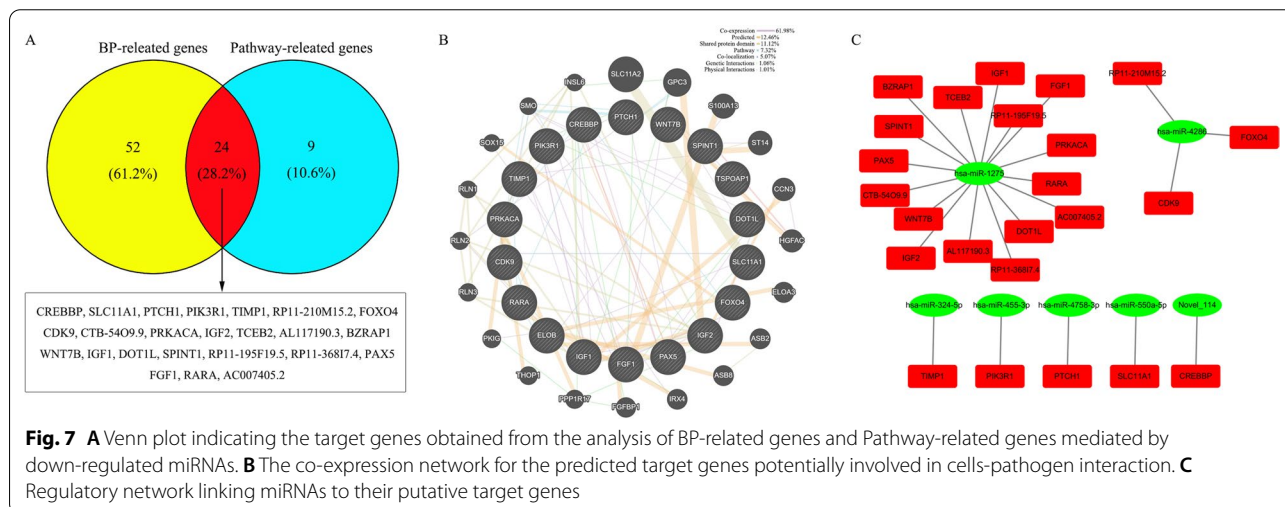 A
BP-releated genes
Pathway-releated genes
52
(61.2%)
24
(28.2%)
9
(10.6%)
CREBBP, SLC11A1, PTCH1, PIK3R1, TIMP1, RP11-210M15.2, FOXO4
CDK9, CTB-54O9.9, PRKACA, IGF2, TCEB2, AL117190.3, BZRAP1
WNT7B, IGF1, DOT1L, SPINT1, RP11-195F19.5, RP11-368I7.4, PAX5
FGF1, RARA, AC007405.2
B
Co-expression 61.98%
Predicted 12.46%
Shared protein domain 11.12%
Pathway 7.32%
Co-localization 5.07%
Genetic Interactions 1.06%
Physical Interactions 1.01%
SLC11A2
GPC3
INSL6
SMO
S100A13
SOX15
ST14
RLN1
CCN3
RLN2
HGFAC
RLN3
ELOA3
PKIG
ASB2
THOP1
ASB8
PPP1R17
FGFBP1
IRX4
PTCH1
CREBBP
WNT7B
PIK3R1
SPINT1
TIMP1
TSPOAP1
PRKACA
DOT1L
CDK9
SLC11A1
RARA
FOXO4
ELOB
IGF2
IGF1
FGF1
PAX5
C
IGF1
BZRAP1
TCEB2
FGF1
RP11-195F19.5
SPINT1
PRKACA
PAX5
hsa-miR-1275
RARA
CTB-54O9.9
WNT7B
AC007405.2
DOT1L
IGF2
AL117190.3
RP11-368I7.4
RP11-210M15.2
hsa-miR-4286
FOXO4
CDK9
hsa-miR-324-5p
hsa-miR-455-3p
hsa-miR-4758-3p
hsa-miR-550a-5p
Novel_114
TIMP1
PIK3R1
PTCH1
SLC11A1
CREBBP
Fig. 7 A Venn plot indicating the target genes obtained from the analysis of BP-related genes and Pathway-related genes mediated by
down-regulated miRNAs. B The co-expression network for the predicted target genes potentially involved in cells-pathogen interaction. C
Regulatory network linking miRNAs to their putative target genes